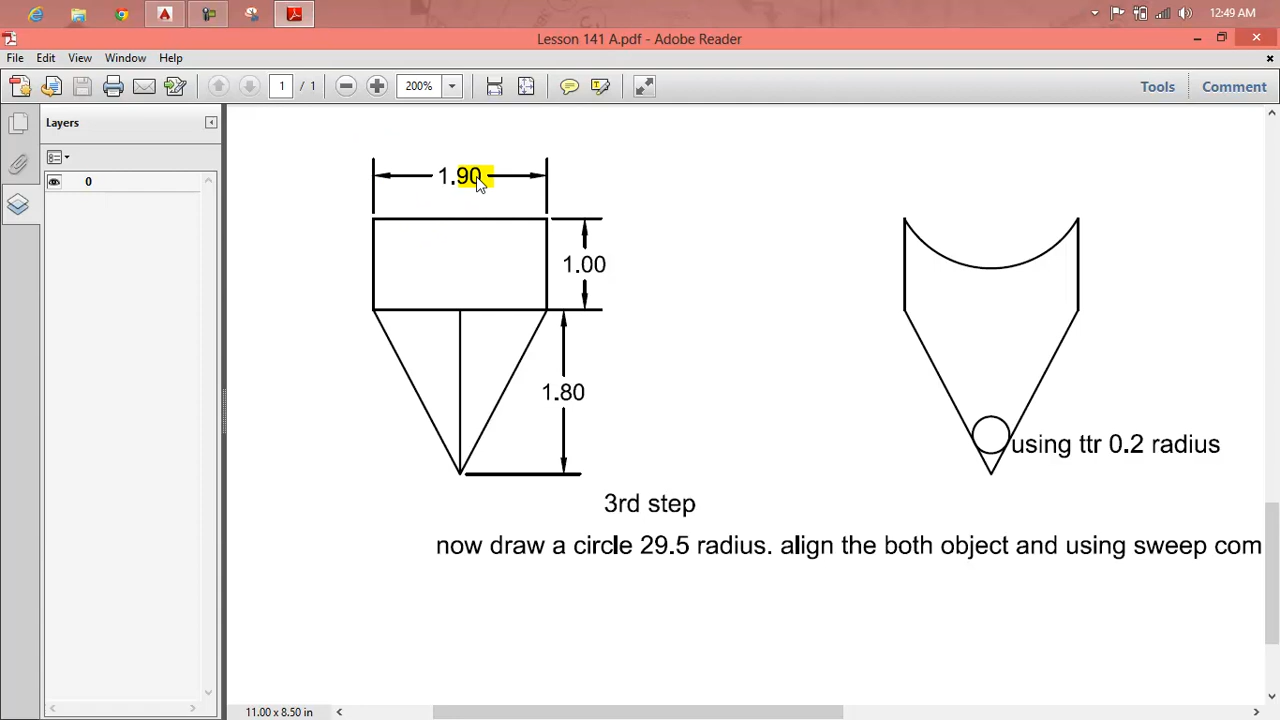 12:49 AM
Lesson 141 A.pdf - Adobe Reader
File Edit View Window Help
1 / 1 200% Tools Comment
Layers
0
1.90
1.00
1.80
using ttr 0.2 radius
3rd step
now draw a circle 29.5 radius. align the both object and using sweep com
11.00 x 8.50 in